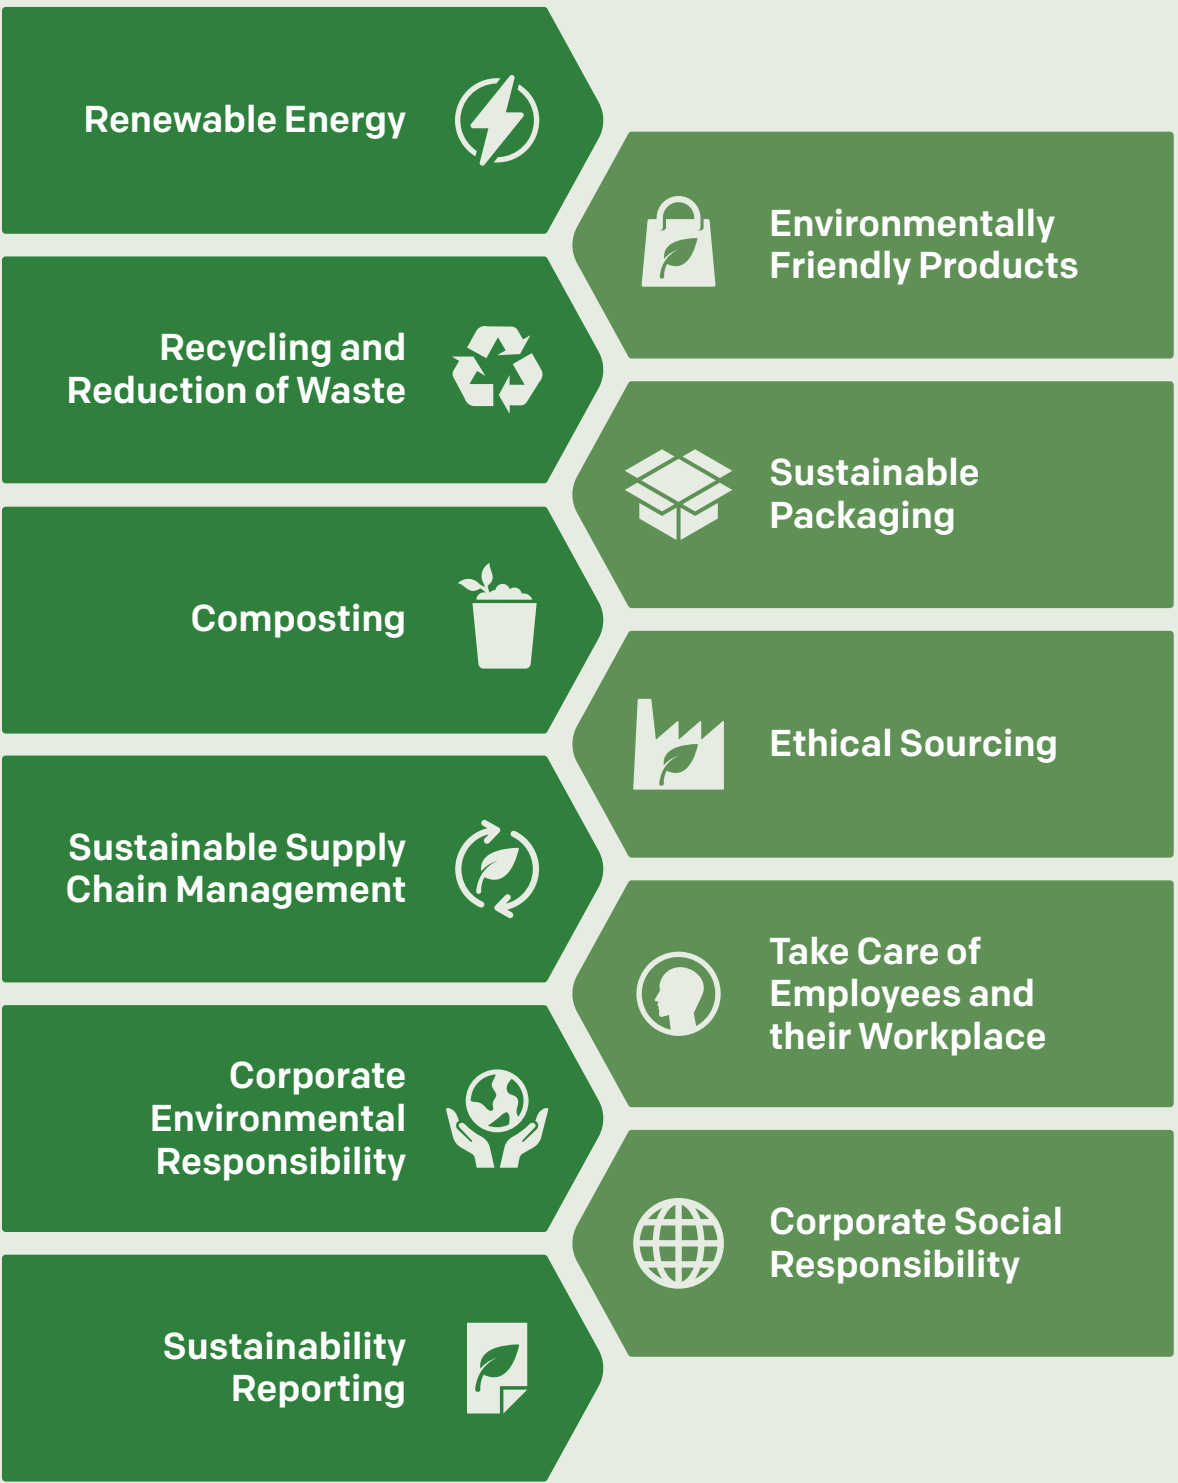 Renewable Energy
Environmentally
Friendly Products
Recycling and
Reduction of Waste
Sustainable
Packaging
Composting
Ethical Sourcing
Sustainable Supply
Chain Management
Take Care of
Employees and
their Workplace
Corporate
Environmental
Responsibility
Corporate Social
Responsibility
Sustainability
Reporting